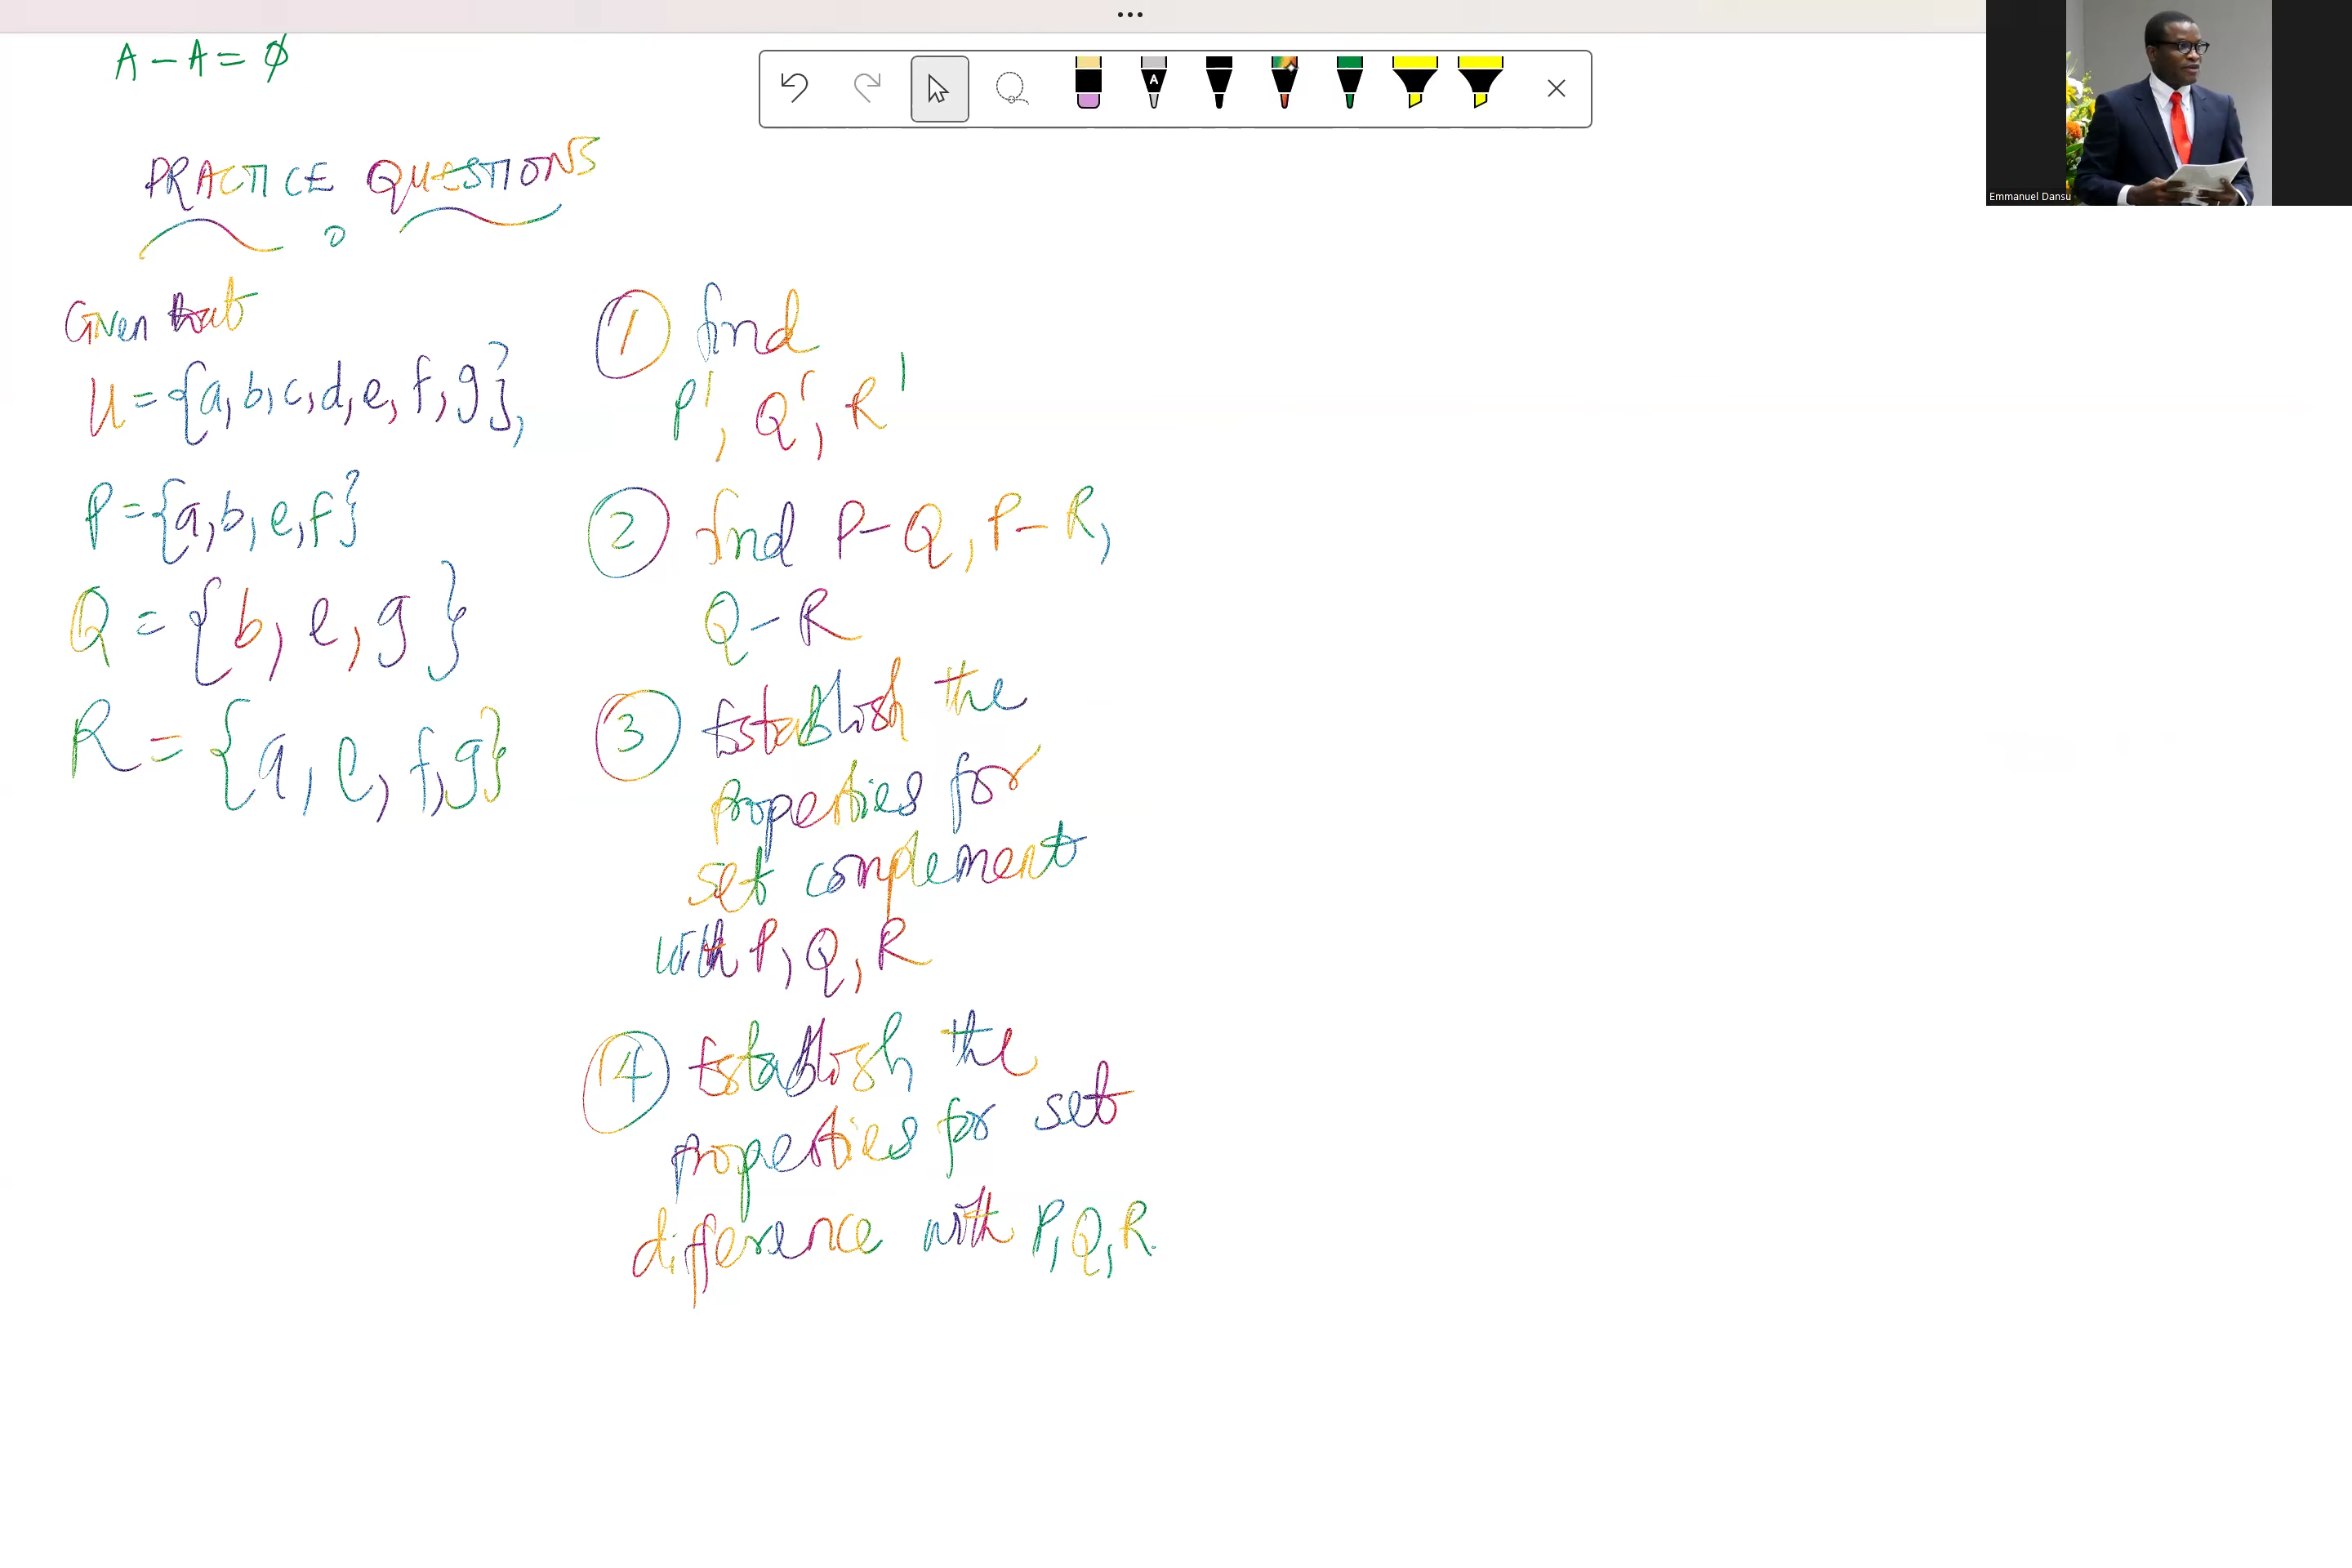 A − A = ∅
PRACTICE QUESTIONS
Given that
U = {a, b, c, d, e, f, g},
P = {a, b, e, f}
Q = {b, e, g}
R = {a, e, f, g}
① find
P', Q', R'
② find P − Q, P − R,
Q − R
③ Establish the
properties for
set complement
with P, Q, R
④ Establish the
properties for set
difference with P, Q, R.
A
Emmanuel Dansu